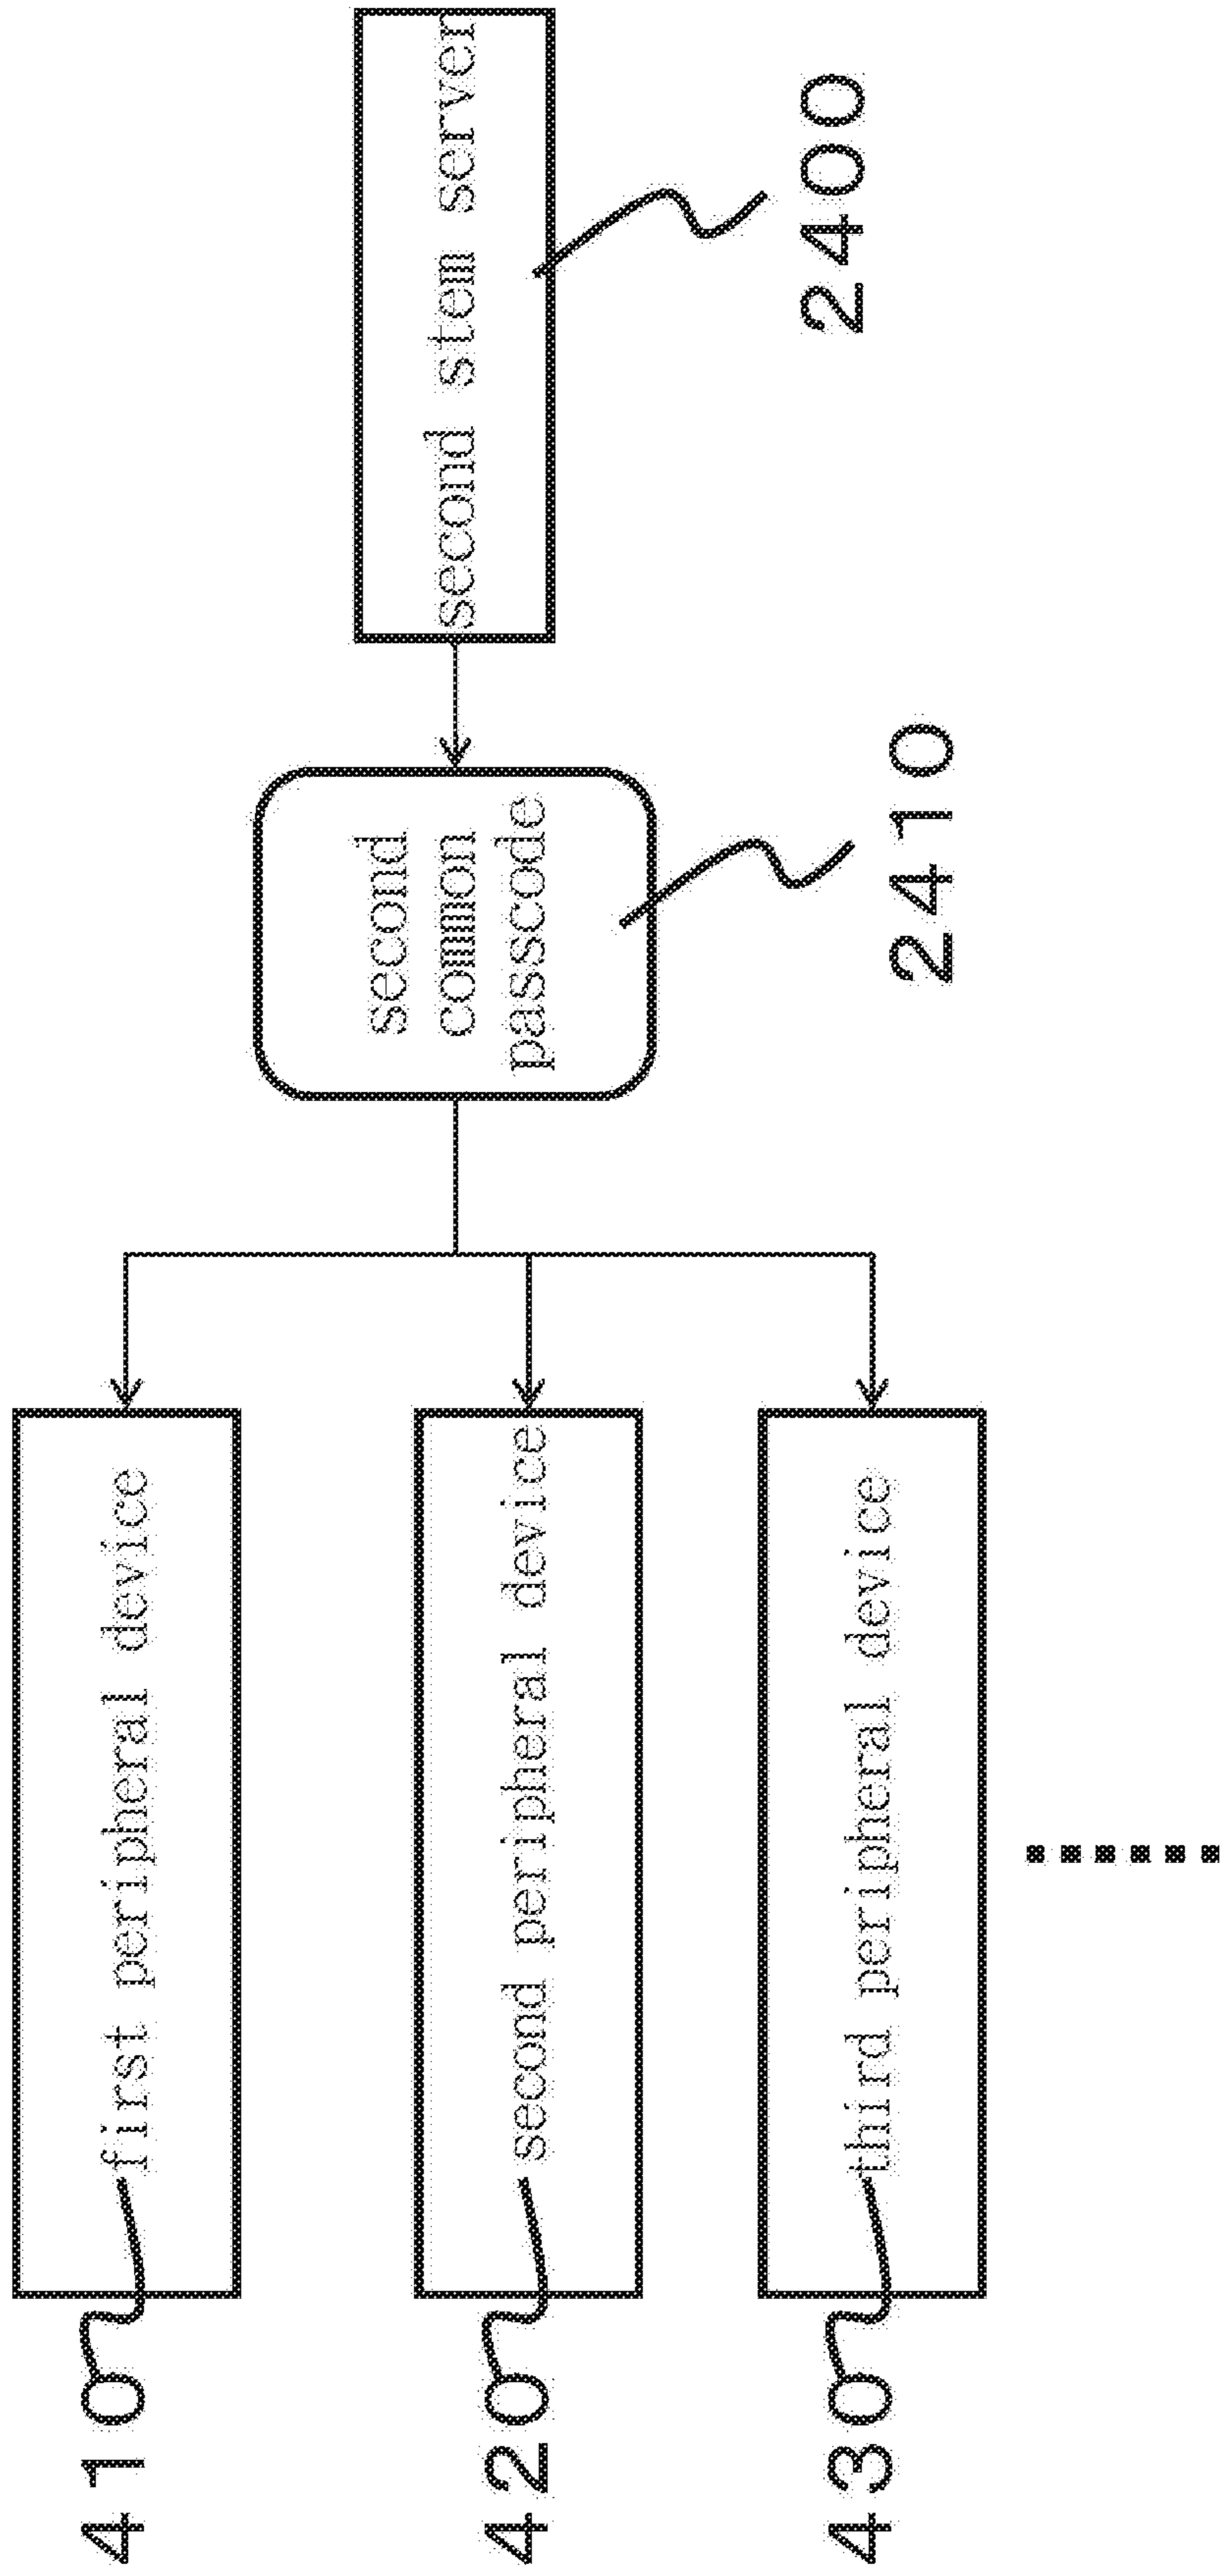 410
first peripheral device
420
second peripheral device
430
third peripheral device
second
common
passcode
2410
second stem server
2400